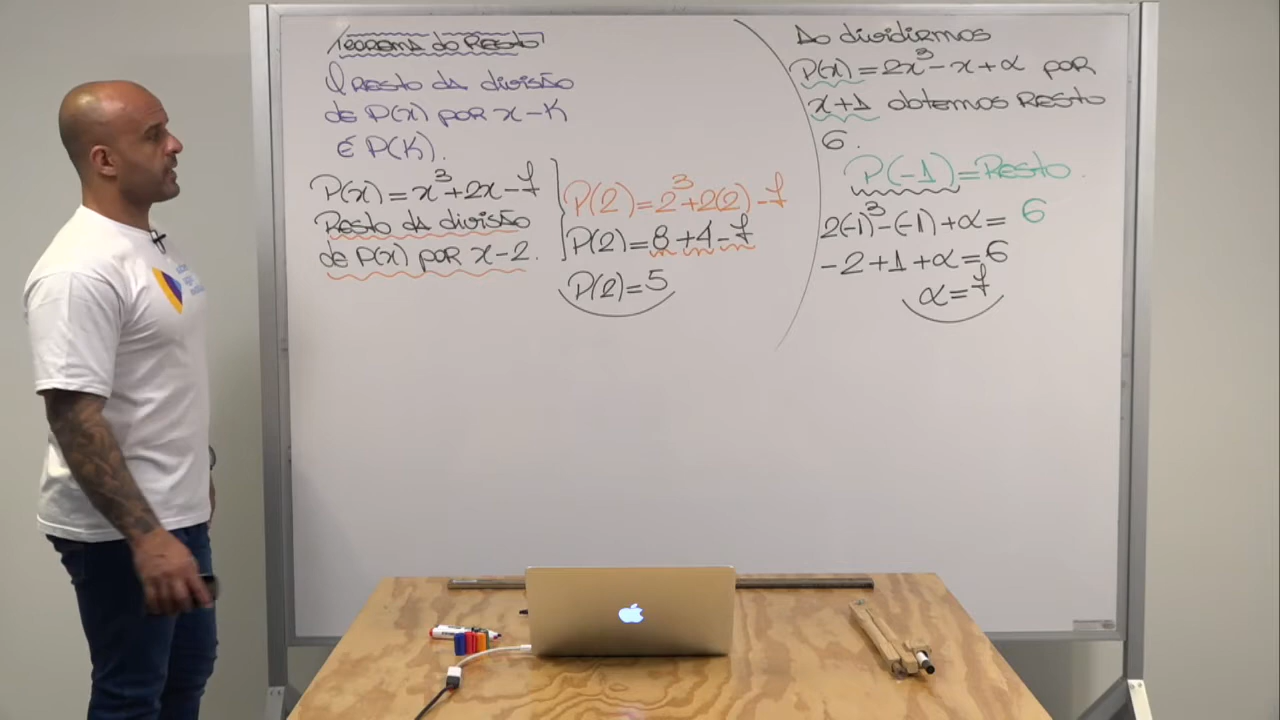 Teorema do Resto
O resto da divisão
de P(x) por x-K
é P(K).
P(x)=x³+2x-7
Resto da divisão
de P(x) por x-2.
P(2)=2³+2(2)-7
P(2)=8+4-7
P(2)=5
Ao dividirmos
P(x)=2x³-x+α por
x+1 obtemos resto
6.
P(-1)=Resto.
2(-1)³-(-1)+α=6
-2+1+α=6
α=7